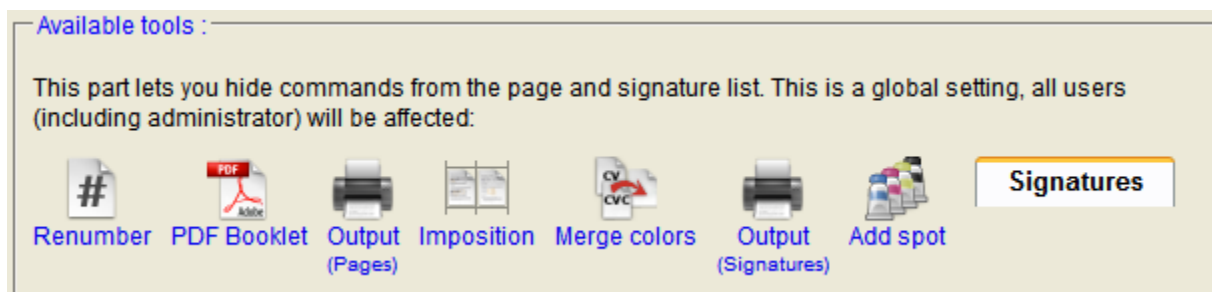 Available tools :
This part lets you hide commands from the page and signature list. This is a global setting, all users
(including administrator) will be affected:
#
PDF
Adobe
CV
CVC
Signatures
Renumber PDF Booklet Output Imposition Merge colors Output Add spot
(Pages) (Signatures)